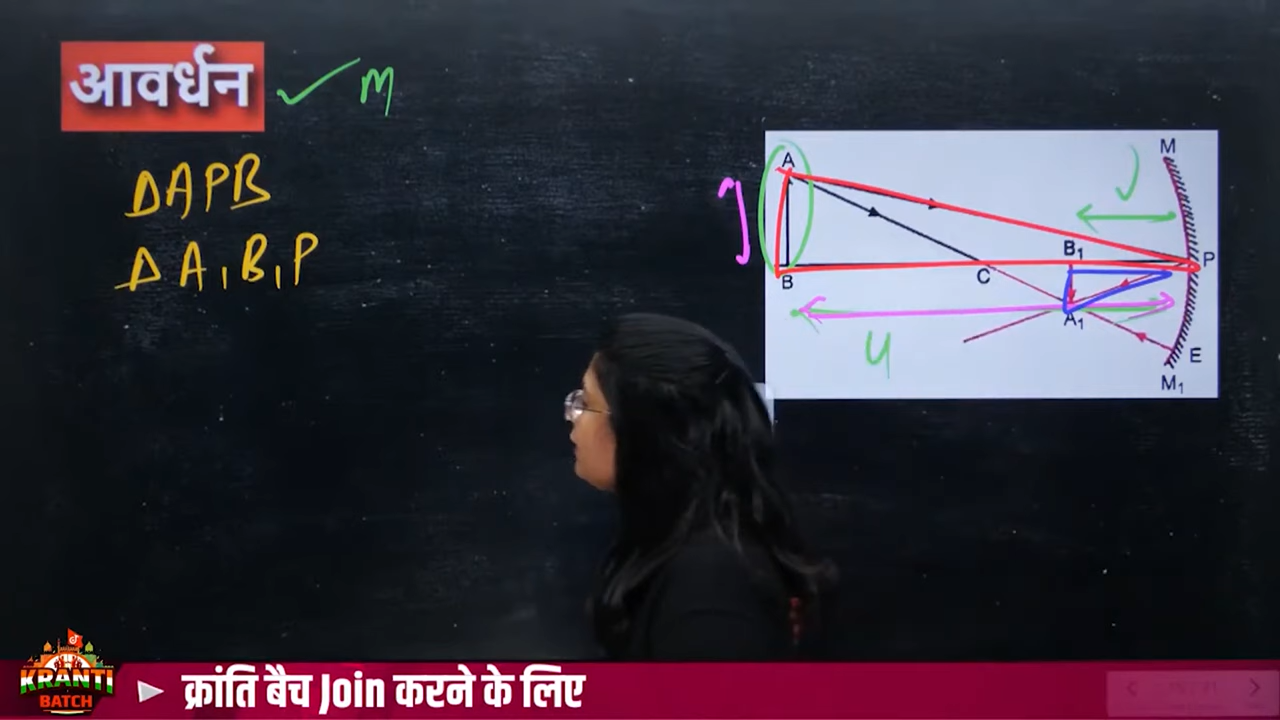 आवर्धन
m
ΔAPB
ΔA₁B₁P
A
M
B₁
P
B
C
u
A₁
E
M₁
KRANTI
BATCH
क्रांति बैच Join करने के लिए